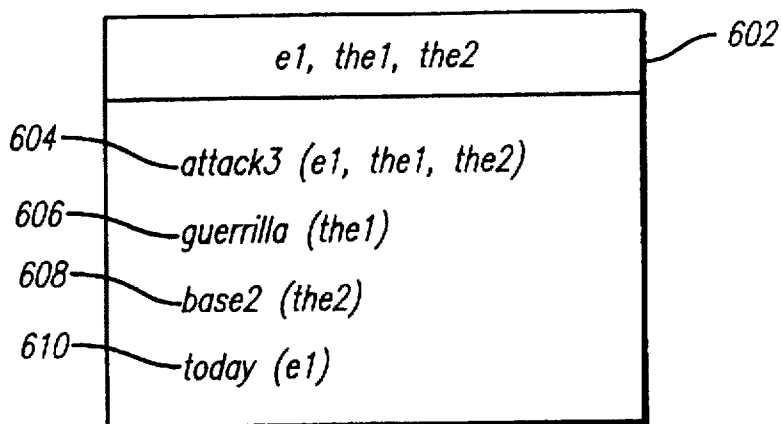 e1, the1, the2
602
604
attack3 (e1, the1, the2)
606
guerrilla (the1)
608
base2 (the2)
610
today (e1)